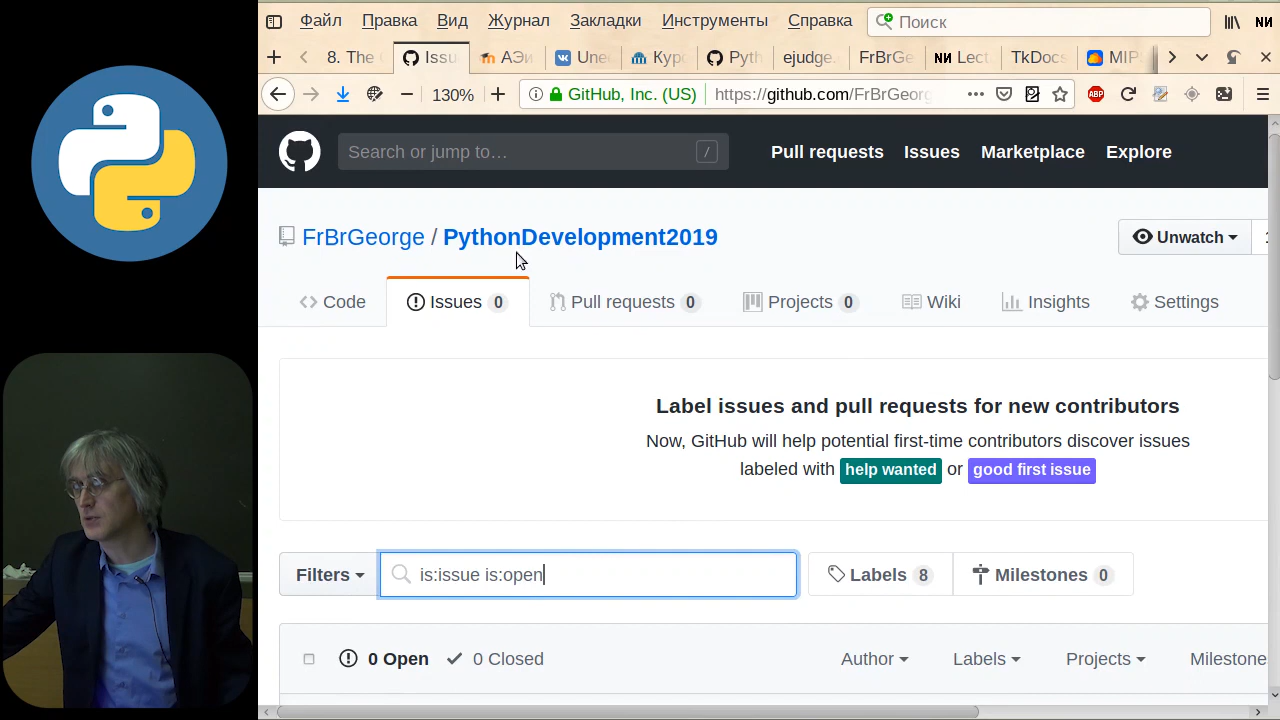 Файл Правка Вид Журнал Закладки Инструменты Справка Поиск
8. The Issu АЭи Une Курс Pyth ejudge. FrBrGe Lect TkDocs MIP
130% GitHub, Inc. (US) https://github.com/FrBrGeorg
Search or jump to… / Pull requests Issues Marketplace Explore
FrBrGeorge / PythonDevelopment2019 Unwatch
Code Issues 0 Pull requests 0 Projects 0 Wiki Insights Settings
Label issues and pull requests for new contributors
Now, GitHub will help potential first-time contributors discover issues
labeled with help wanted or good first issue
Filters is:issue is:open Labels 8 Milestones 0
0 Open 0 Closed Author Labels Projects Milestone